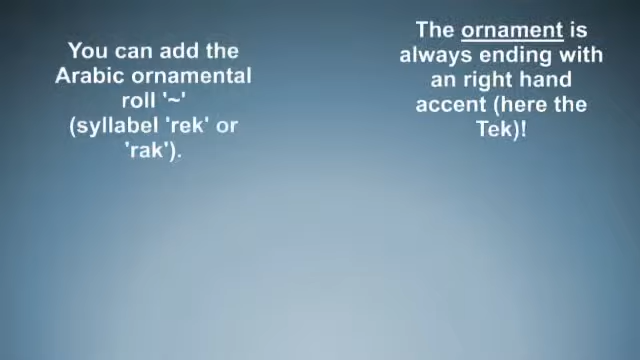 You can add the
Arabic ornamental
roll '~'
(syllabel 'rek' or
'rak').
The ornament is
always ending with
an right hand
accent (here the
Tek)!